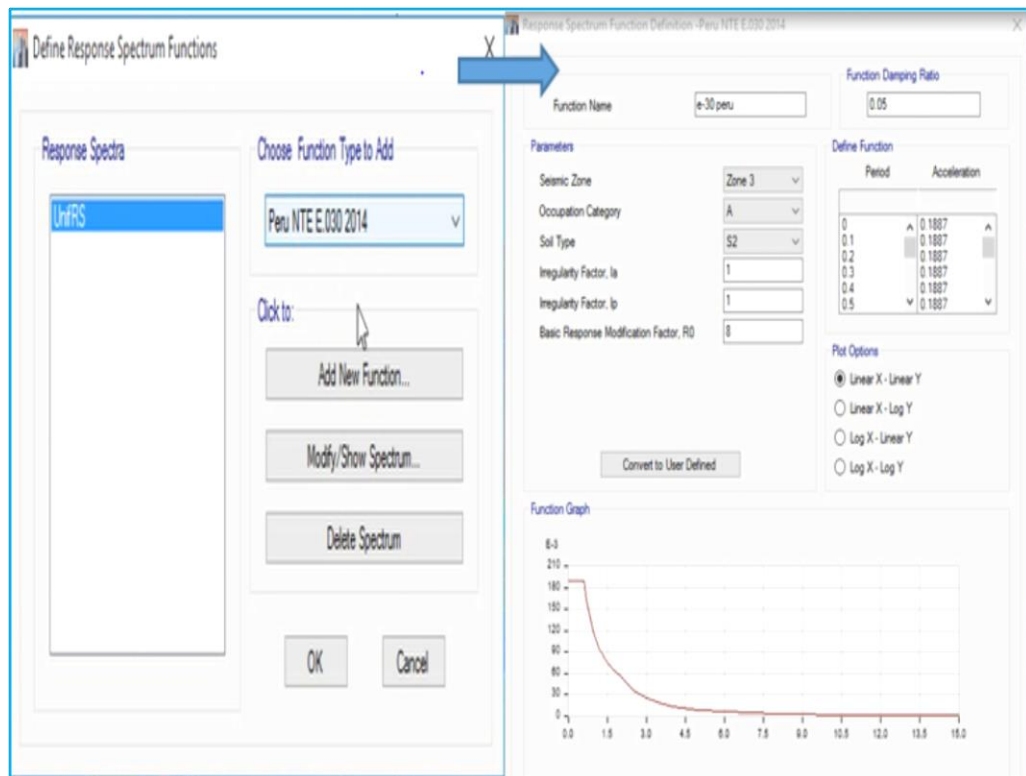 Define Response Spectrum Functions
X
Response Spectra
UnifRS
Choose Function Type to Add
Peru NTE E.030 2014
Click to:
Add New Function...
Modify/Show Spectrum...
Delete Spectrum
OK
Cancel
Response Spectrum Function Definition -Peru NTE E.030 2014
X
Function Name
e-30 peru
Function Damping Ratio
0.05
Parameters
Seismic Zone
Zone 3
Occupation Category
A
Soil Type
S2
Irregularity Factor, Ia
1
Irregularity Factor, Ip
1
Basic Response Modification Factor, R0
8
Convert to User Defined
Define Function
Period Acceleration
0 0.1887
0.1 0.1887
0.2 0.1887
0.3 0.1887
0.4 0.1887
0.5 0.1887
Plot Options
Linear X - Linear Y
Linear X - Log Y
Log X - Linear Y
Log X - Log Y
Function Graph
E-3
210
180
150
120
90
60
30
0
0.0 1.5 3.0 4.5 6.0 7.5 9.0 10.5 12.0 13.5 15.0